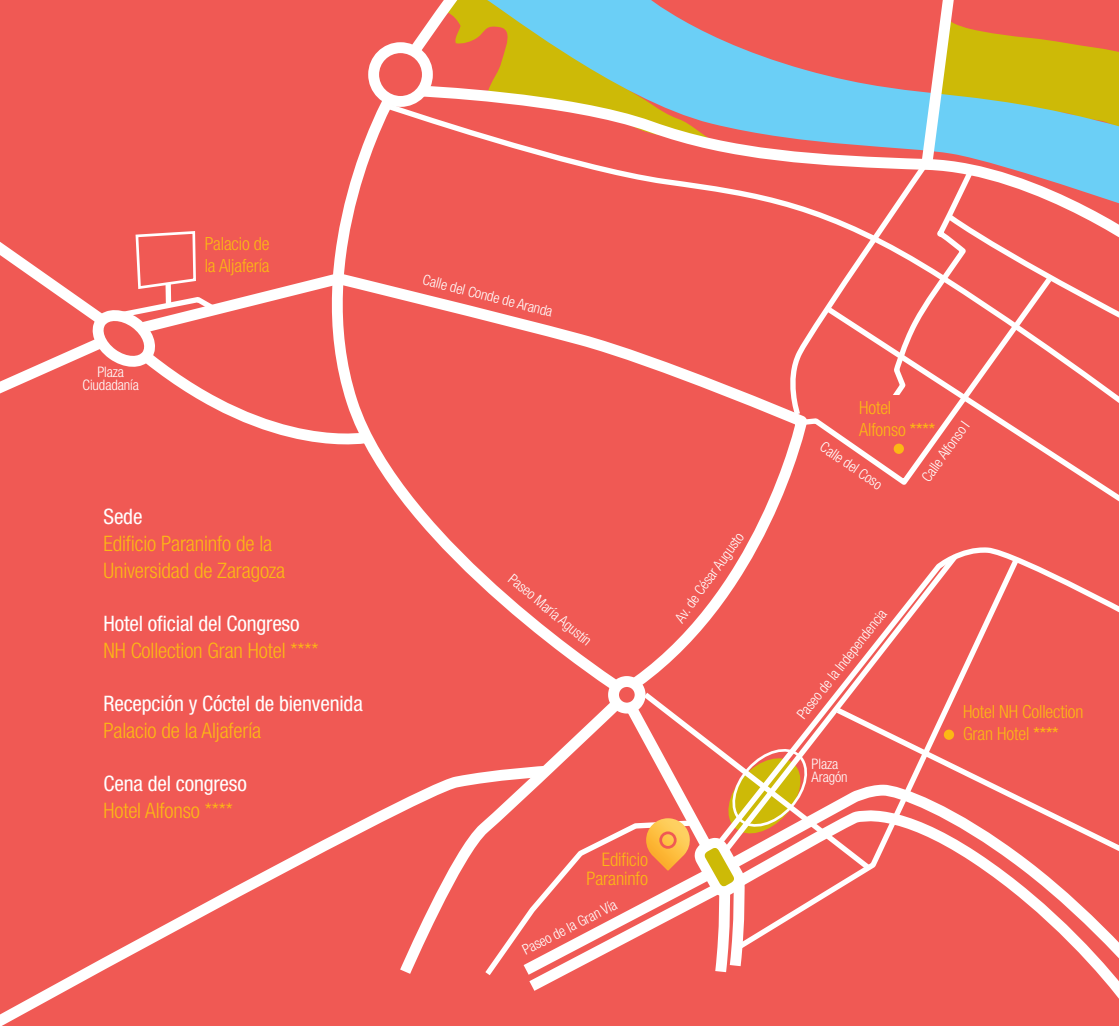 Palacio de
la Aljafería
Calle del Conde de Aranda
Plaza
Ciudadanía
Hotel
Alfonso ****
Calle del Coso
Calle Alfonso I
Sede
Edificio Paraninfo de la
Universidad de Zaragoza
Hotel oficial del Congreso
NH Collection Gran Hotel ****
Recepción y Cóctel de bienvenida
Palacio de la Aljafería
Cena del congreso
Hotel Alfonso ****
Paseo María Agustín
Av. de César Augusto
Paseo de la Independencia
Hotel NH Collection
Gran Hotel ****
Plaza
Aragón
Edificio
Paraninfo
Paseo de la Gran Vía